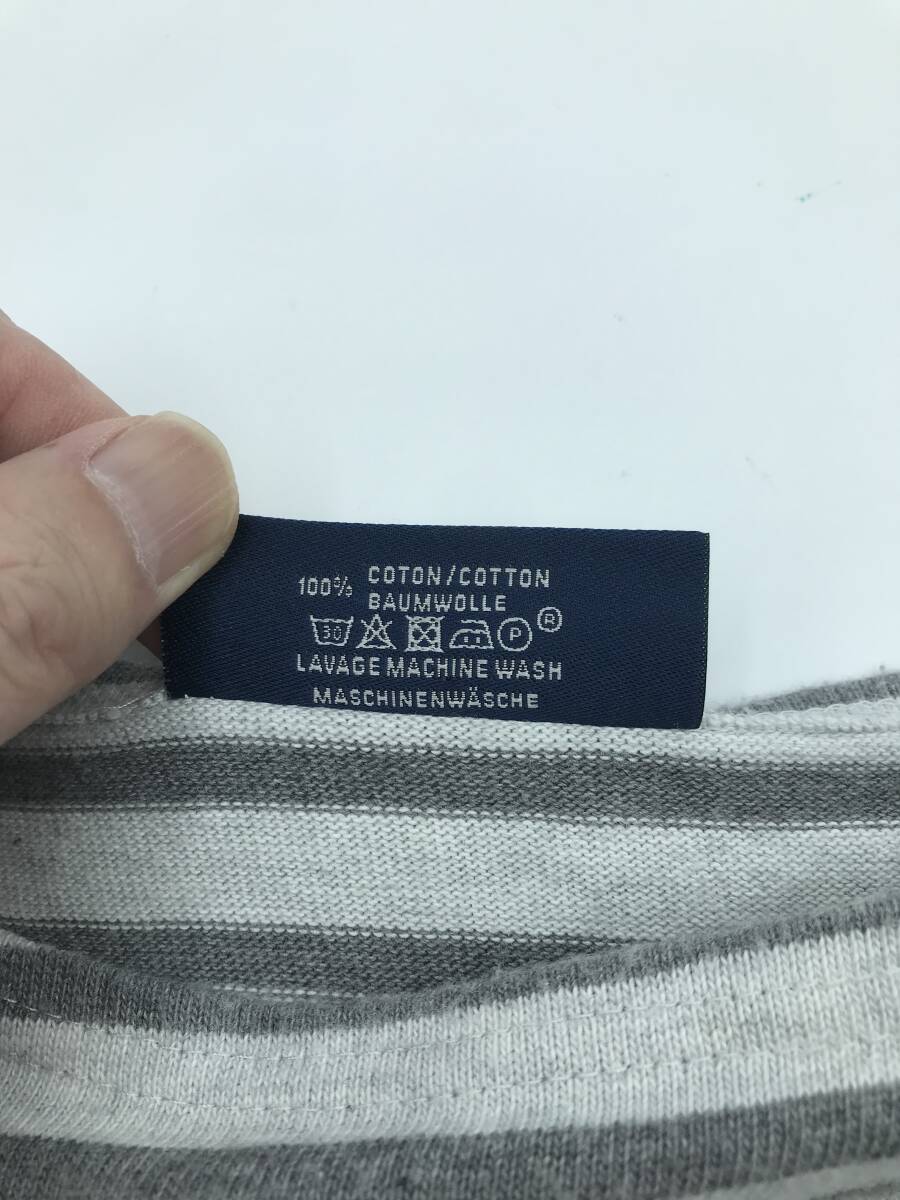 100% COTON/COTTON
BAUMWOLLE
30 P ®
LAVAGE MACHINE WASH
MASCHINENWÄSCHE